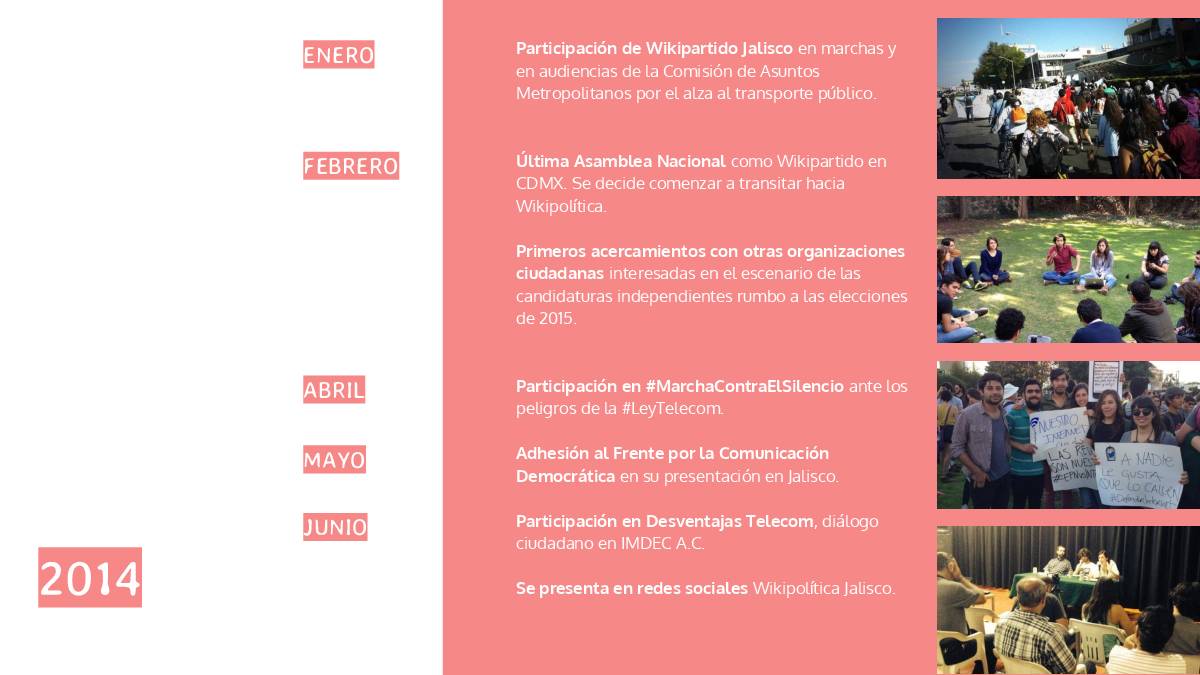 ENERO
Participación de Wikipartido Jalisco en marchas y
en audiencias de la Comisión de Asuntos
Metropolitanos por el alza al transporte público.
FEBRERO
Última Asamblea Nacional como Wikipartido en
CDMX. Se decide comenzar a transitar hacia
Wikipolítica.
Primeros acercamientos con otras organizaciones
ciudadanas interesadas en el escenario de las
candidaturas independientes rumbo a las elecciones
de 2015.
ABRIL
Participación en #MarchaContraElSilencio ante los
peligros de la #LeyTelecom.
MAYO
Adhesión al Frente por la Comunicación
Democrática en su presentación en Jalisco.
JUNIO
Participación en Desventajas Telecom, diálogo
ciudadano en IMDEC A.C.
Se presenta en redes sociales Wikipolítica Jalisco.
2014
NUESTRO
INTERNET
LAS RE
SON NUES
A NADIE
LE GUSTA
QUE LO CALLEN